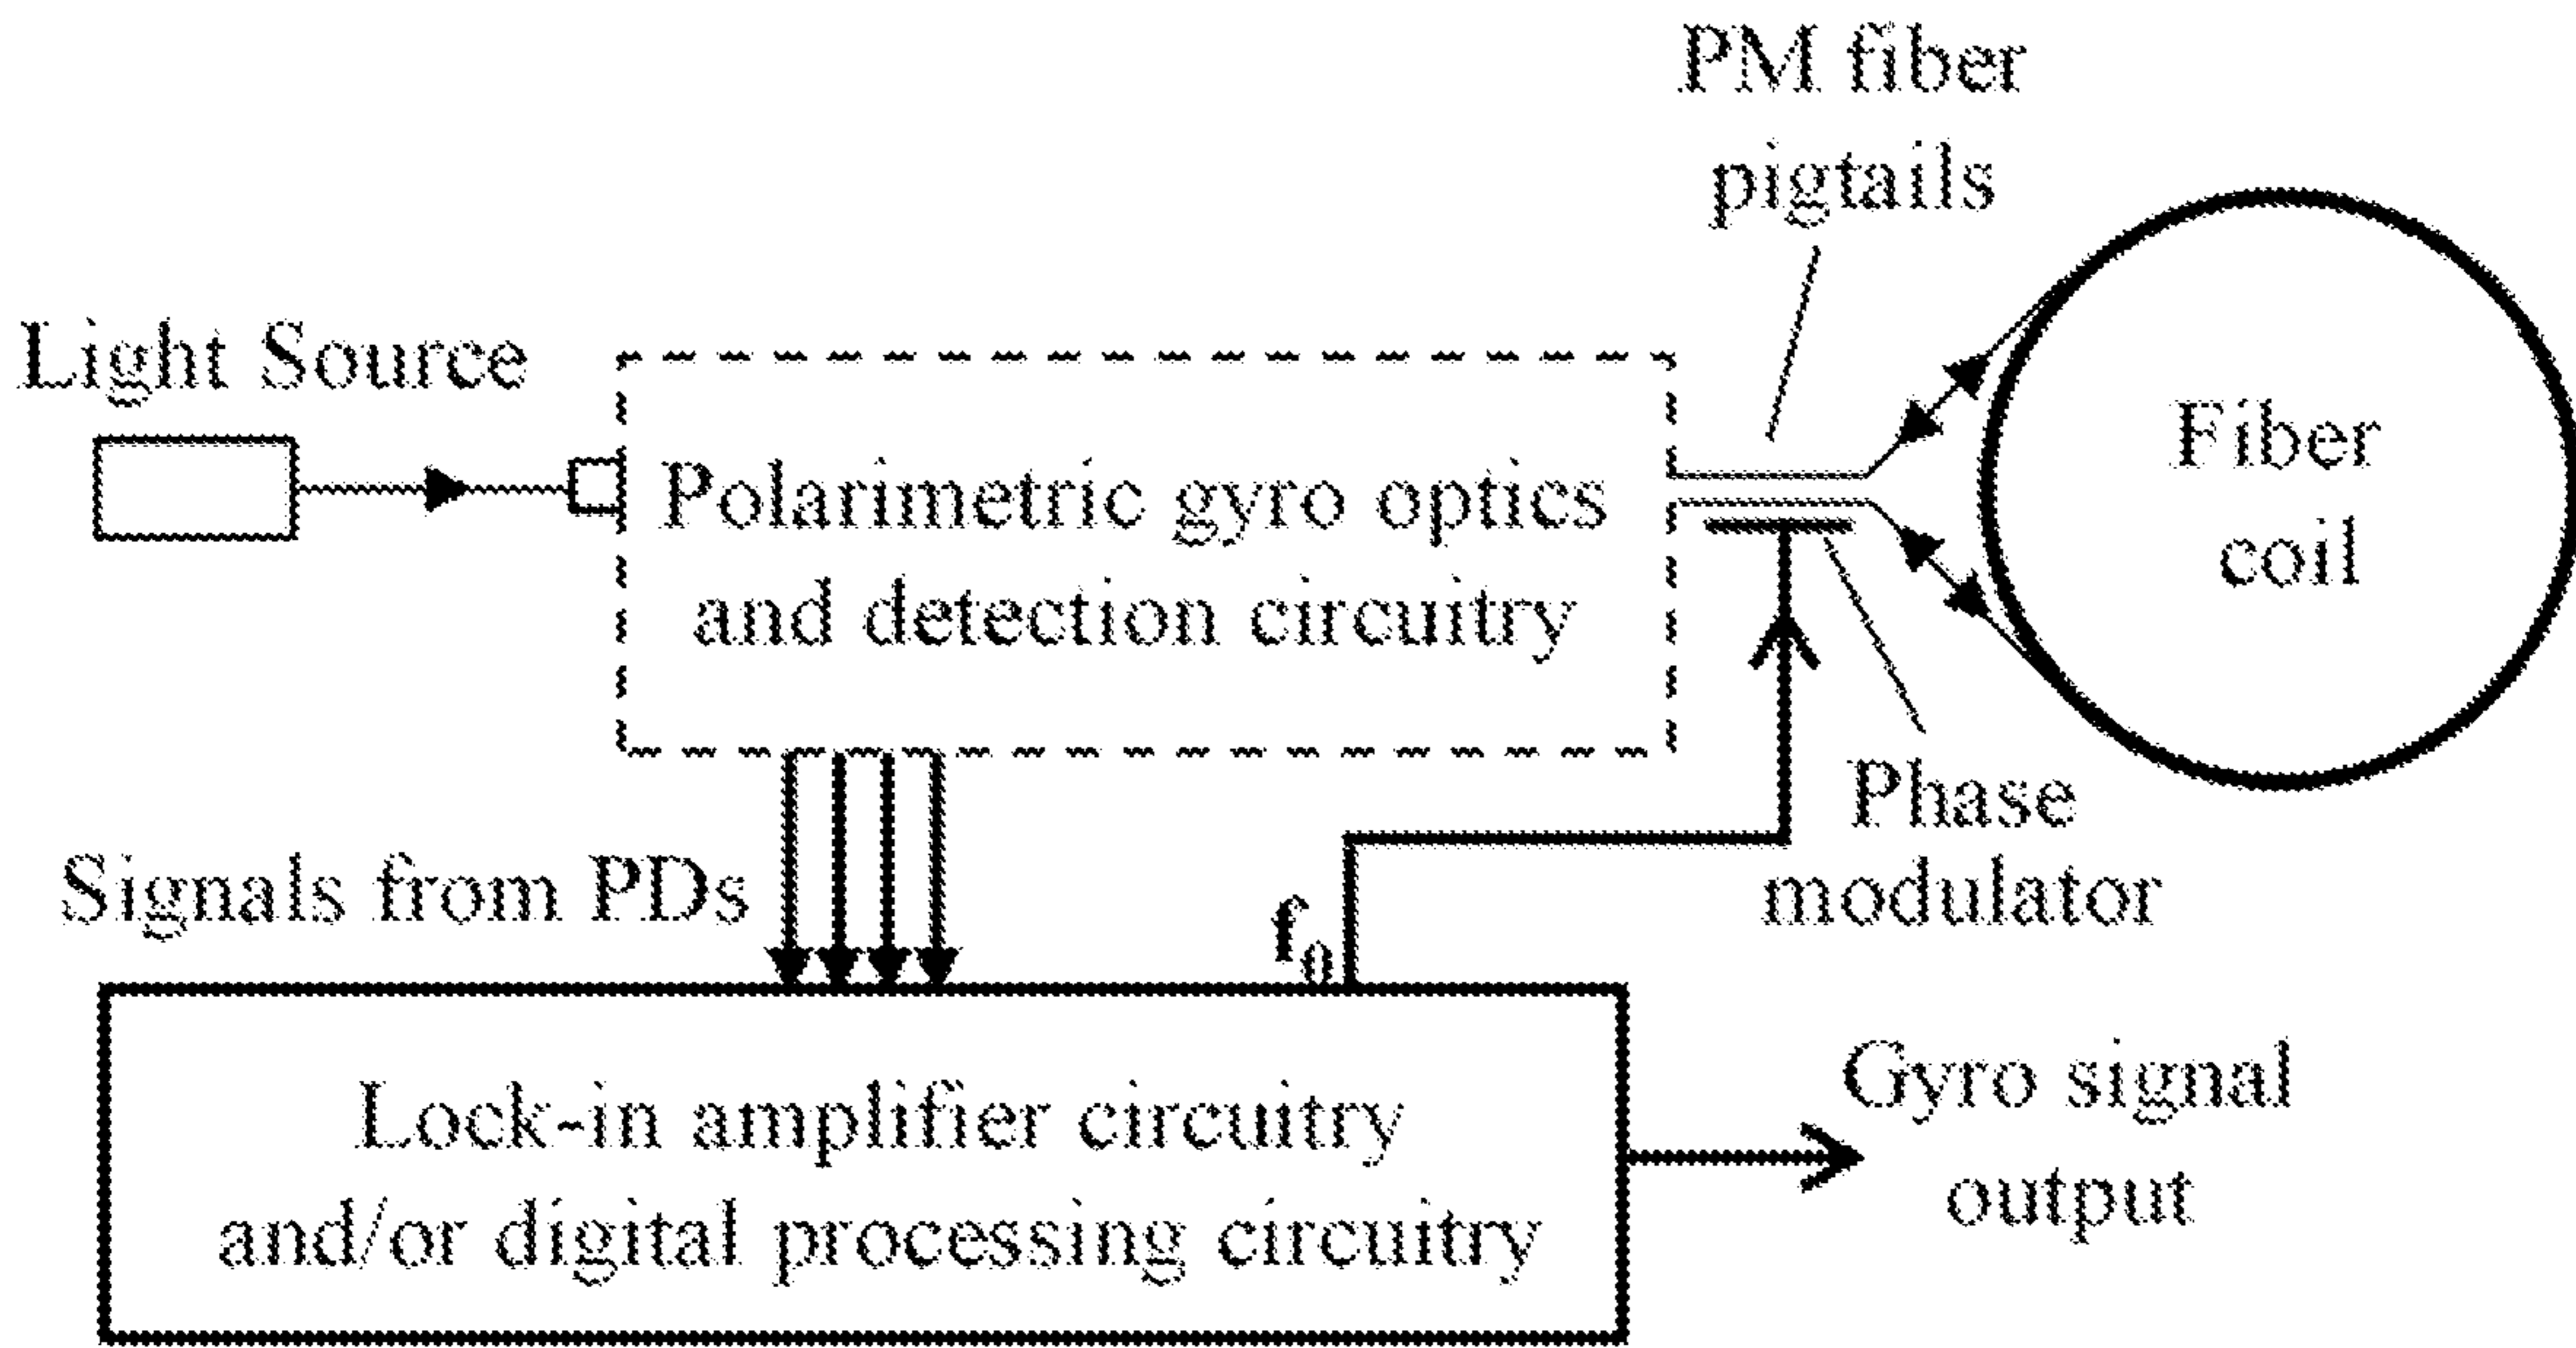 PM fiber
pigtails
Light Source
Fiber
coil
Polarimetric gyro optics
and detection circuitry
Phase
modulator
Signals from PDs
f₀
Lock-in amplifier circuitry
and/or digital processing circuitry
Gyro signal
output